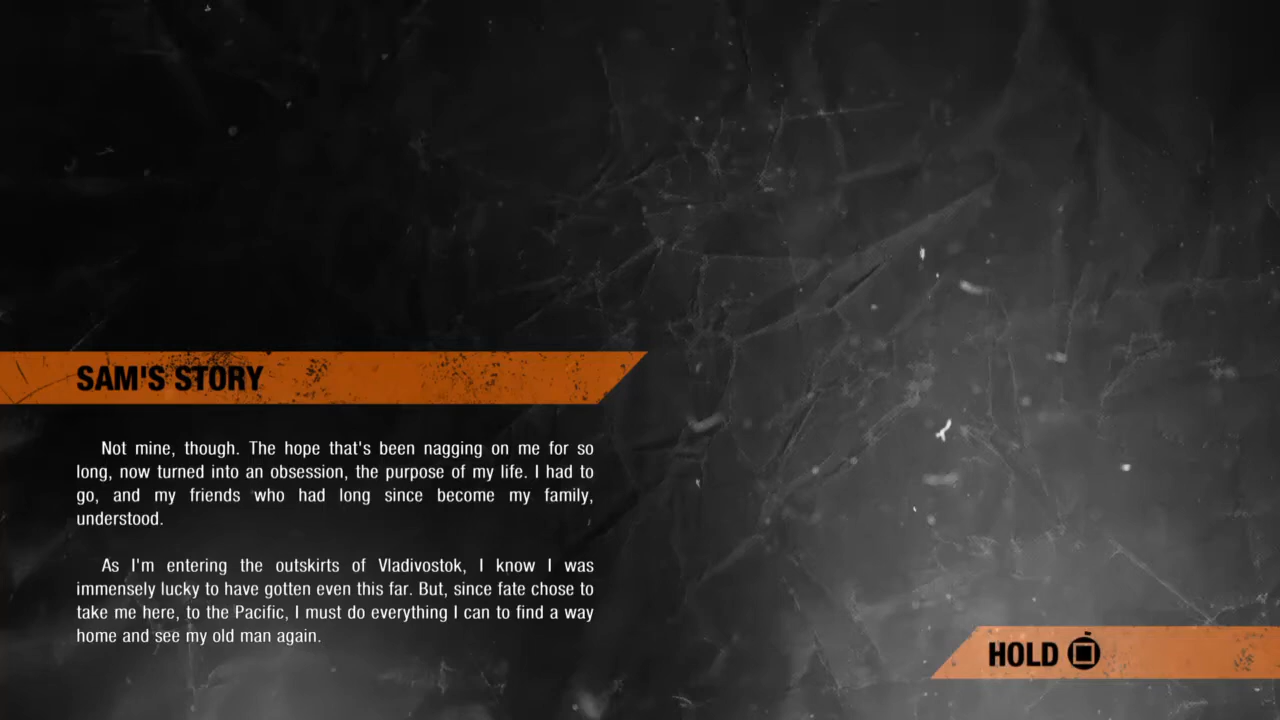 SAM'S STORY
Not mine, though. The hope that's been nagging on me for so
long, now turned into an obsession, the purpose of my life. I had to
go, and my friends who had long since become my family,
understood.
As I'm entering the outskirts of Vladivostok, I know I was
immensely lucky to have gotten even this far. But, since fate chose to
take me here, to the Pacific, I must do everything I can to find a way
home and see my old man again.
HOLD